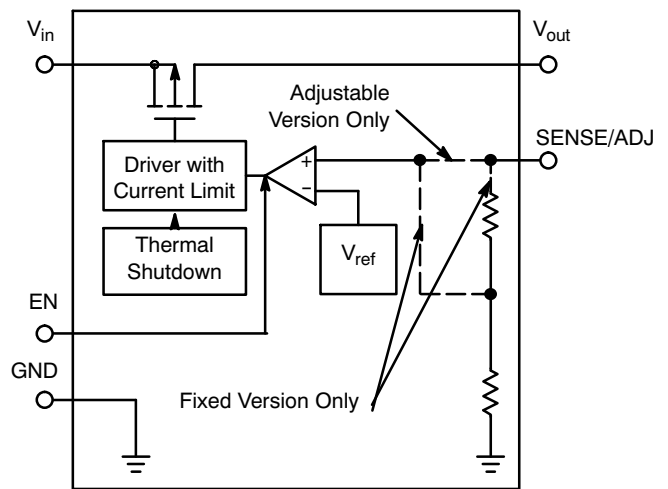 V_in
V_out
Adjustable
Version Only
SENSE/ADJ
Driver with
Current Limit
+
−
Thermal
Shutdown
V_ref
EN
GND
Fixed Version Only